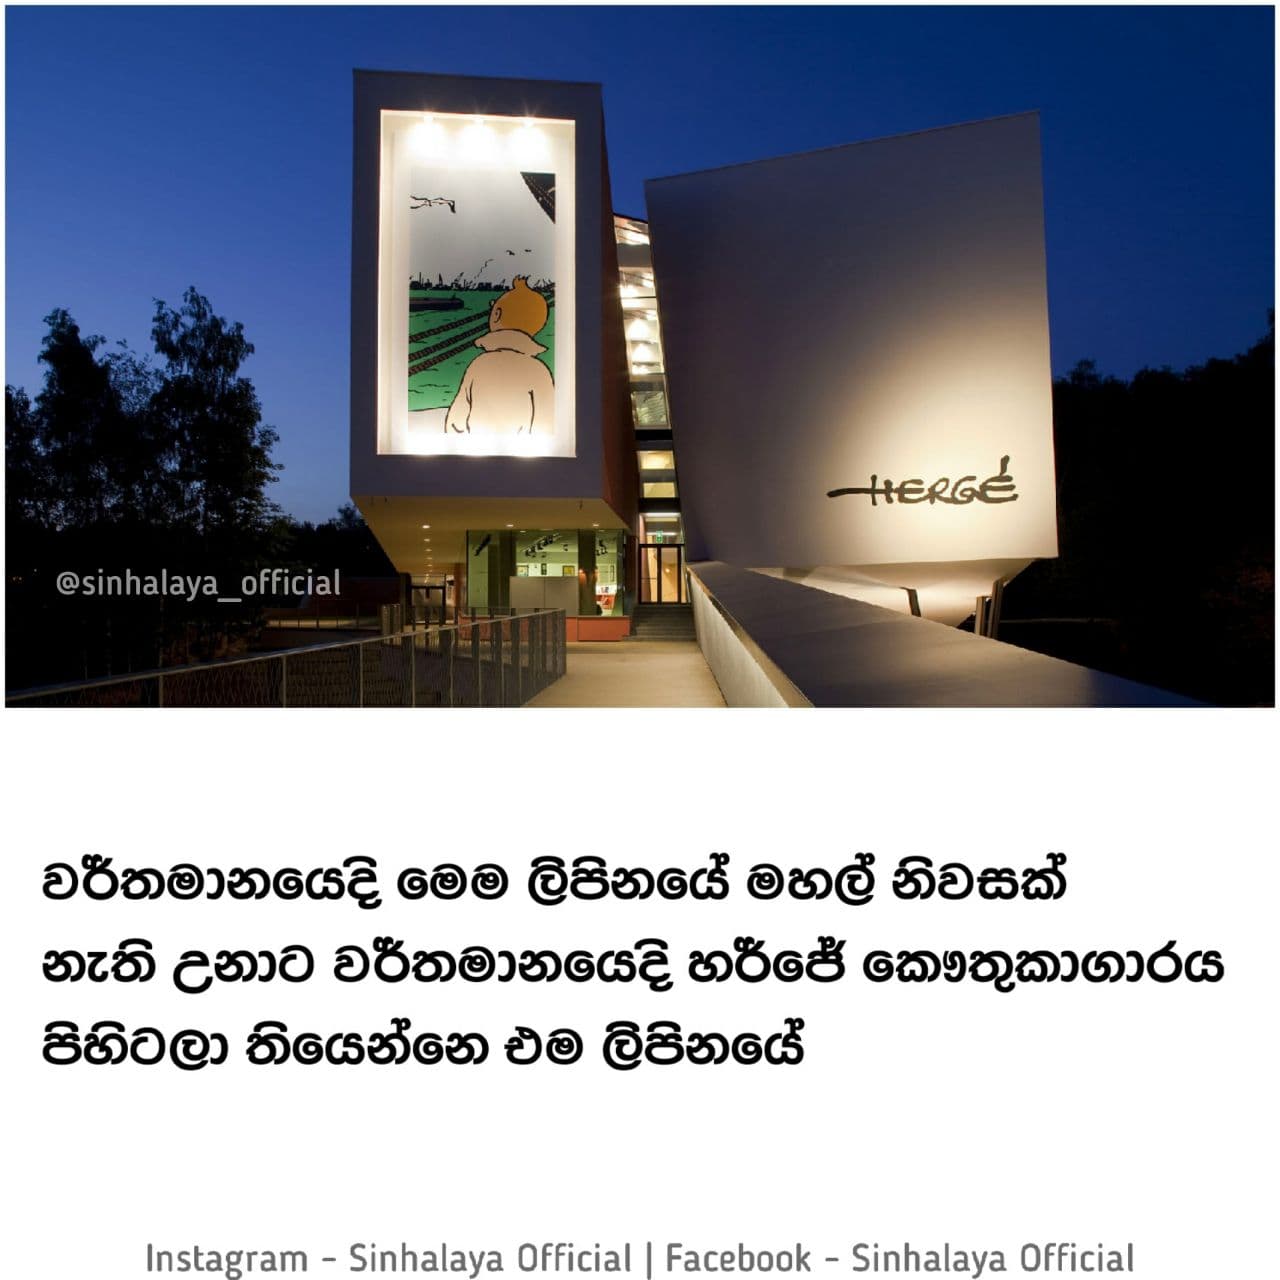 HERGÉ
@sinhalaya_official
වර්තමානයෙදි මෙම ලිපිනයේ මහල් නිවසක්
නැති උනාට වර්තමානයෙදි හර්ජේ කෞතුකාගාරය
පිහිටලා තියෙන්නෙ එම ලිපිනයේ
Instagram - Sinhalaya Official | Facebook - Sinhalaya Official